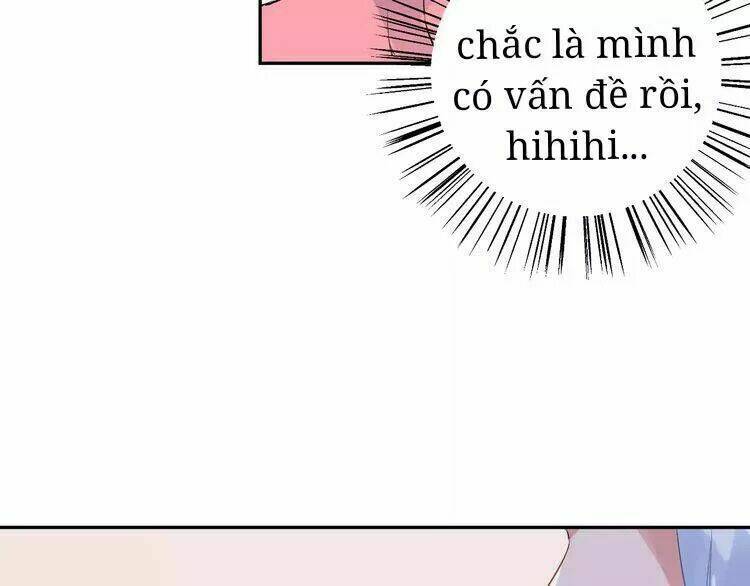 chắc là mình
có vấn đề rồi,
hihihi...